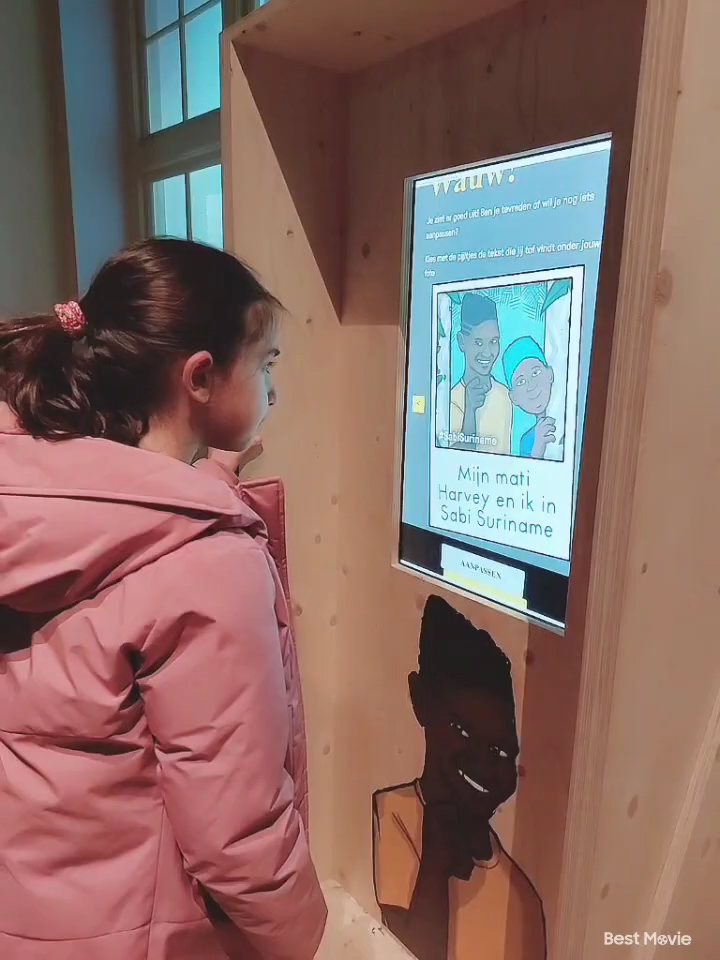 Wauw!
Je ziet er goed uit! Ben je tevreden of wil je nog iets
aanpassen?
Kies met de pijltjes de tekst die jij tof vindt onder jouw
foto
<
#SabiSuriname
Mijn mati
Harvey en ik in
Sabi Suriname
AANPASSEN
Best Movie